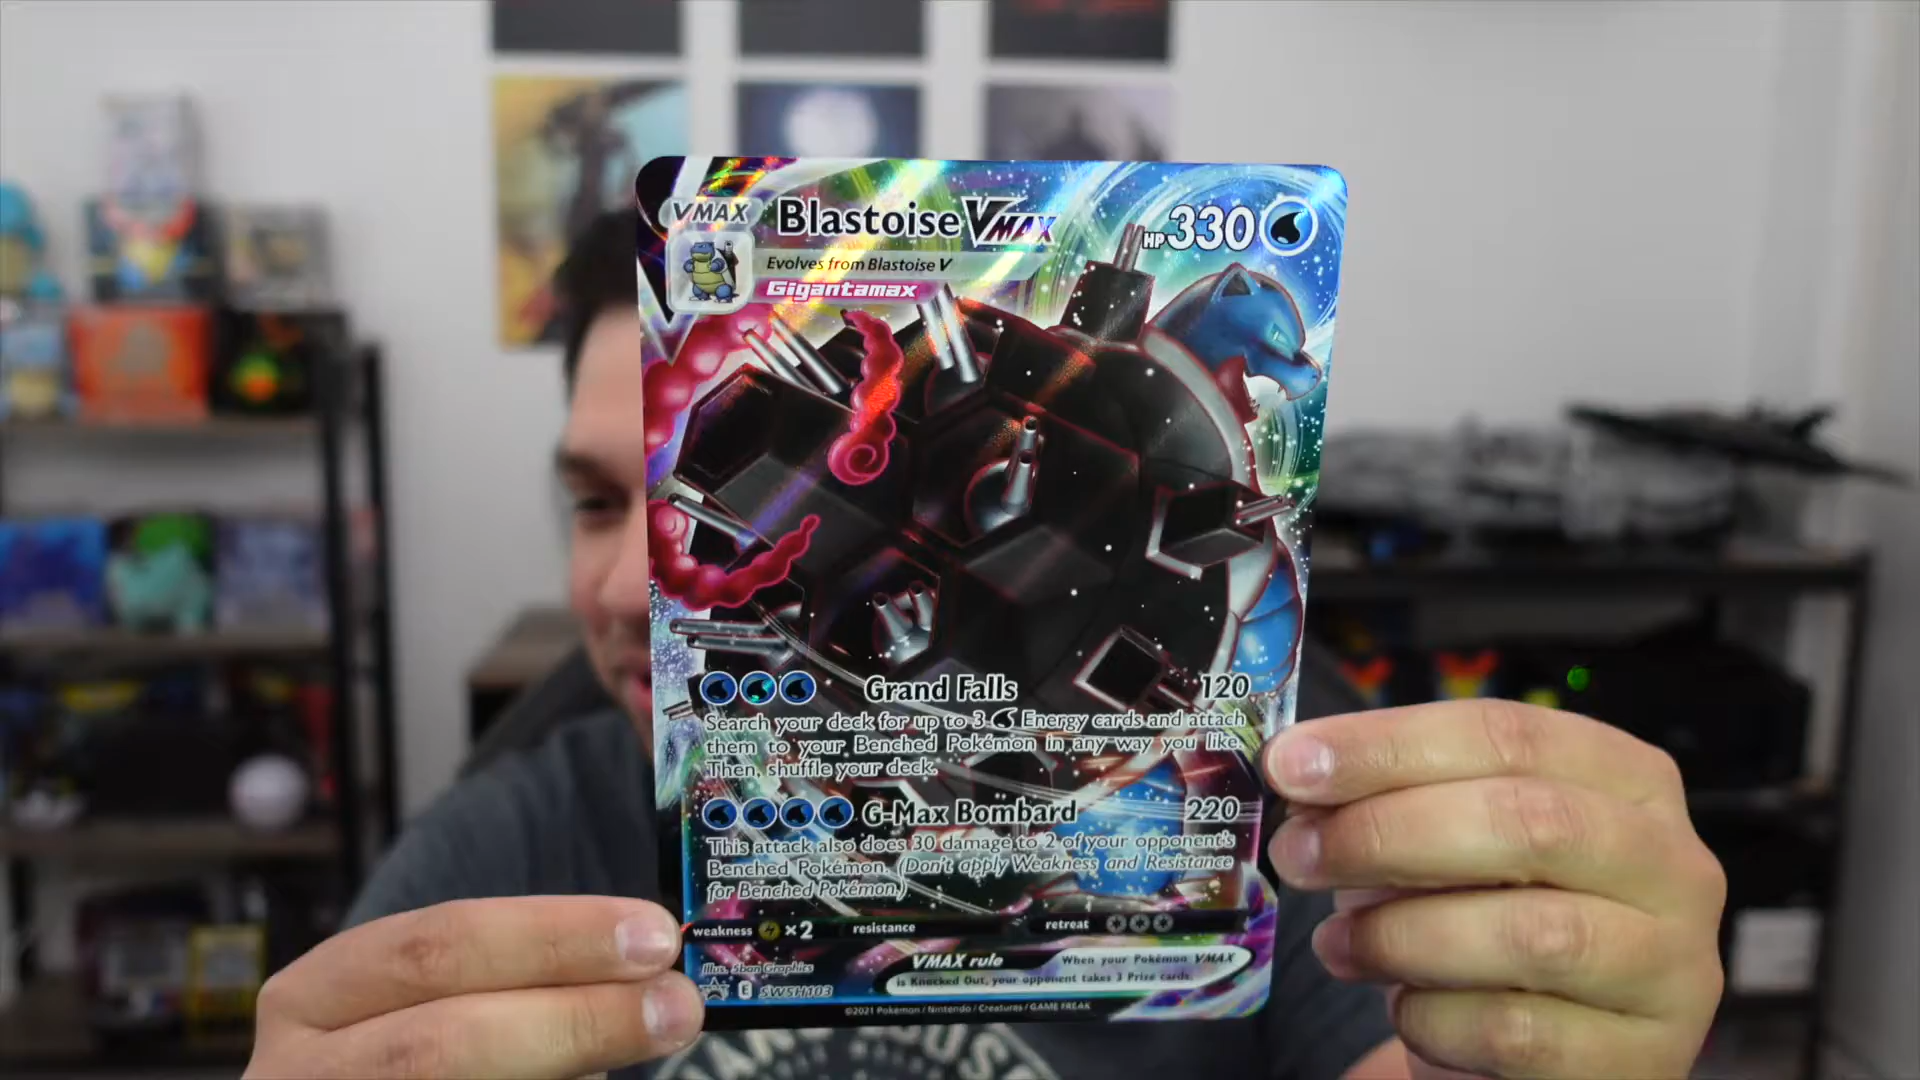 VMAX
Blastoise VMAX
HP 330
Evolves from Blastoise V
Gigantamax
Grand Falls 120
Search your deck for up to 3 Energy cards and attach
them to your Benched Pokémon in any way you like.
Then, shuffle your deck.
G-Max Bombard 220
This attack also does 30 damage to 2 of your opponent's
Benched Pokémon. (Don't apply Weakness and Resistance
for Benched Pokémon.)
weakness ×2 resistance retreat
Illus. Sban Graphics
VMAX rule When your Pokémon VMAX
is Knocked Out, your opponent takes 3 Prize cards.
E SWSH103
©2021 Pokémon / Nintendo / Creatures / GAME FREAK